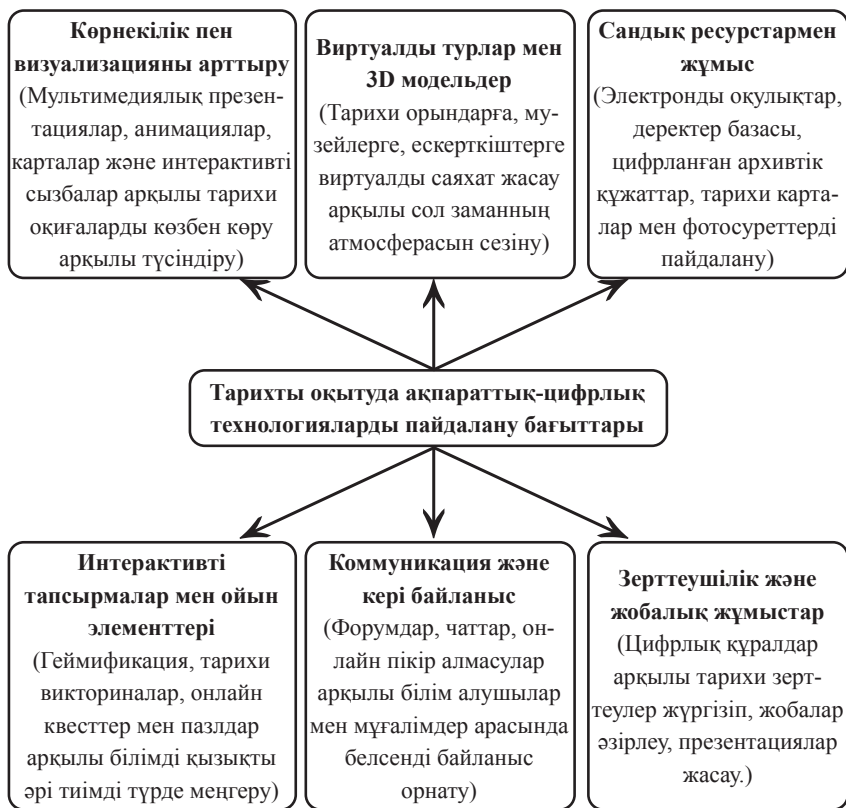 Көрнекілік пен
визуализацияны арттыру
(Мультимедиялық презен-
тациялар, анимациялар,
карталар және интерактивті
сызбалар арқылы тарихи
оқиғаларды көзбен көру
арқылы түсіндіру)
Виртуалды турлар мен
3D модельдер
(Тарихи орындарға, му-
зейлерге, ескерткіштерге
виртуалды саяхат жасау
арқылы сол заманның
атмосферасын сезіну)
Сандық ресурстармен
жұмыс
(Электронды оқулықтар,
деректер базасы,
цифрланған архивтік
құжаттар, тарихи карта-
лар мен фотосуреттерді
пайдалану)
Тарихты оқытуда ақпараттық-цифрлық
технологияларды пайдалану бағыттары
Интерактивті
тапсырмалар мен ойын
элементтері
(Геймификация, тарихи
викториналар, онлайн
квесттер мен пазлдар
арқылы білімді қызықты
әрі тиімді түрде меңгеру)
Коммуникация және
кері байланыс
(Форумдар, чаттар, он-
лайн пікір алмасулар
арқылы білім алушылар
мен мұғалімдер арасында
белсенді байланыс
орнату)
Зерттеушілік және
жобалық жұмыстар
(Цифрлық құралдар
арқылы тарихи зерт-
теулер жүргізіп, жобалар
әзірлеу, презентациялар
жасау.)